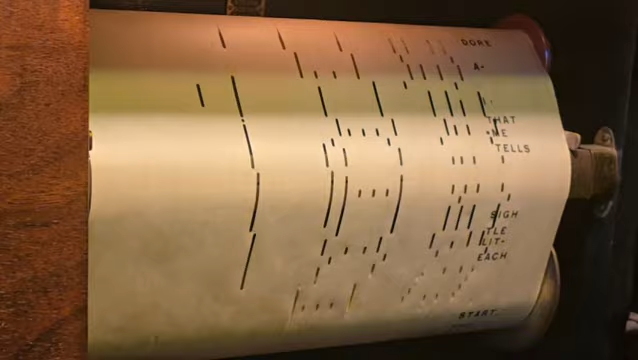 DORE
A-
THAT
ME
TELLS
SIGH
TLE
LIT-
EACH
START